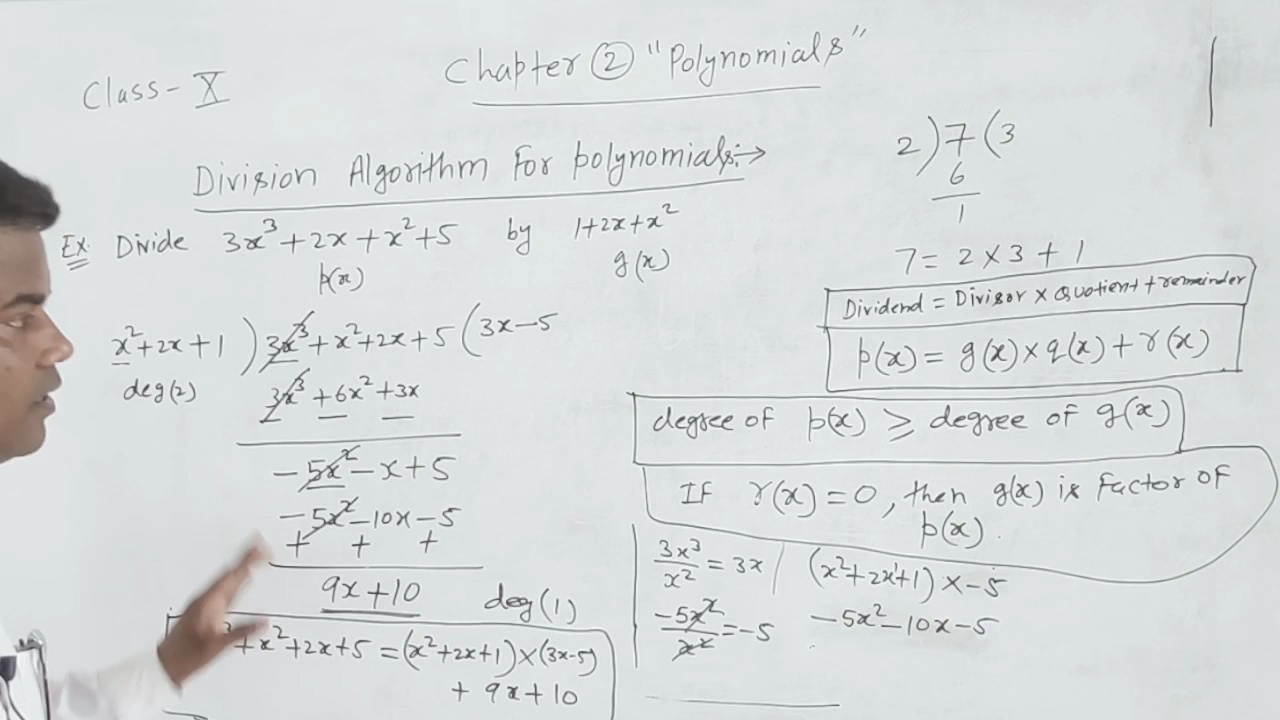 Class - X
Chapter ② "Polynomials"
Division Algorithm For polynomials:→
Ex. Divide 3x³+2x+x²+5 by 1+2x+x²
p(x) g(x)
x²+2x+1 ) 3x³+x²+2x+5 ( 3x-5
deg(2)
3x³+6x²+3x
-5x²-x+5
-5x²-10x-5
+ + +
9x+10 deg(1)
³+x²+2x+5 = (x²+2x+1)×(3x-5)
+ 9x+10
2 ) 7 ( 3
6
1
7 = 2 × 3 + 1
Dividend = Divisor × Quotient + remainder
p(x) = g(x) × q(x) + r(x)
degree of p(x) ≥ degree of g(x)
If r(x) = 0, then g(x) is factor of
p(x).
3x³/x² = 3x
-5x²/x² = -5
(x²+2x+1) × -5
-5x²-10x-5